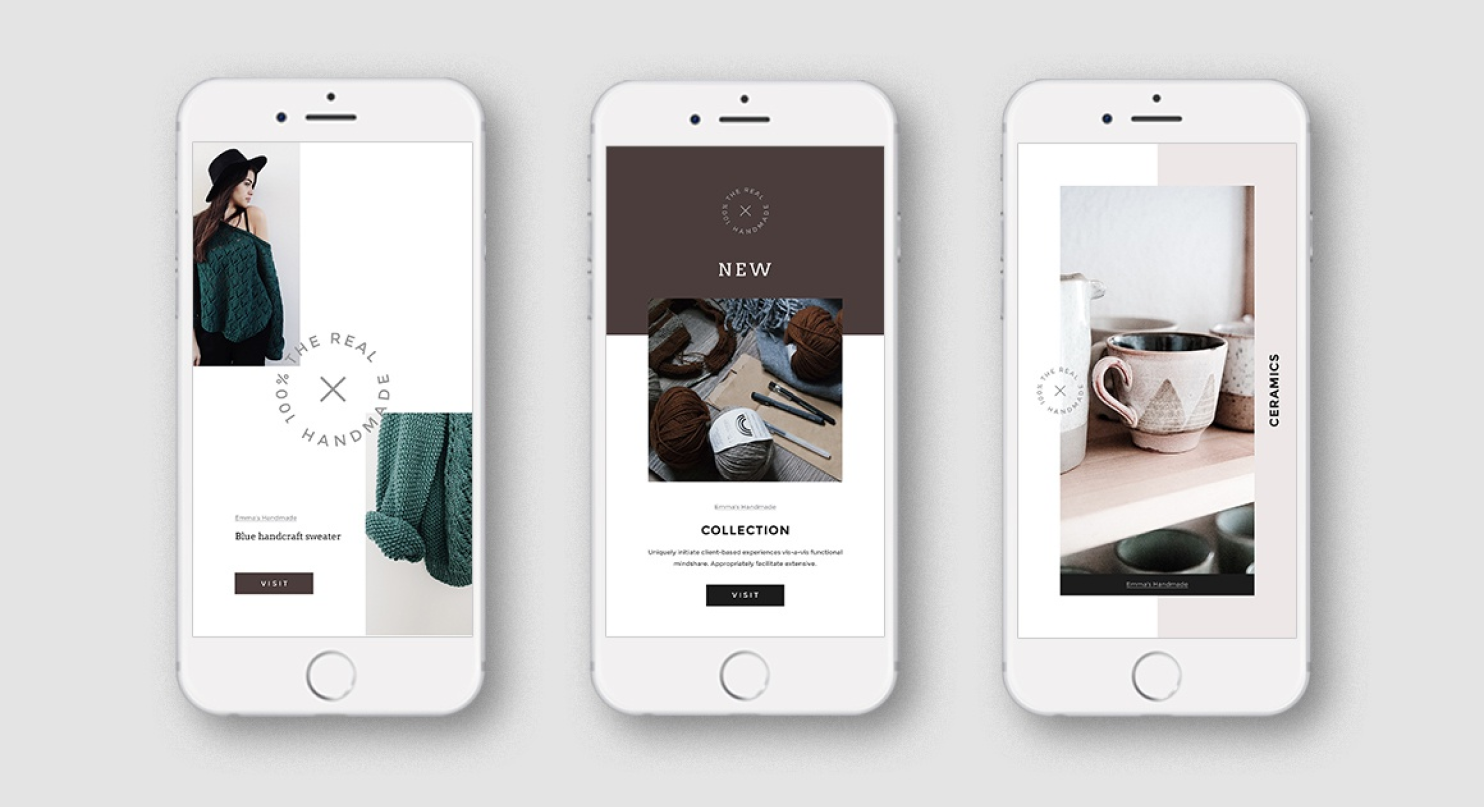 100% THE REAL HANDMADE
Emma's Handmade
Blue handcraft sweater
VISIT
100% THE REAL HANDMADE
NEW
Emma's Handmade
COLLECTION
Uniquely initiate client-based experiences vis-a-vis functional
mindshare. Appropriately facilitate extensive.
VISIT
100% THE REAL HANDMADE
CERAMICS
Emma's Handmade